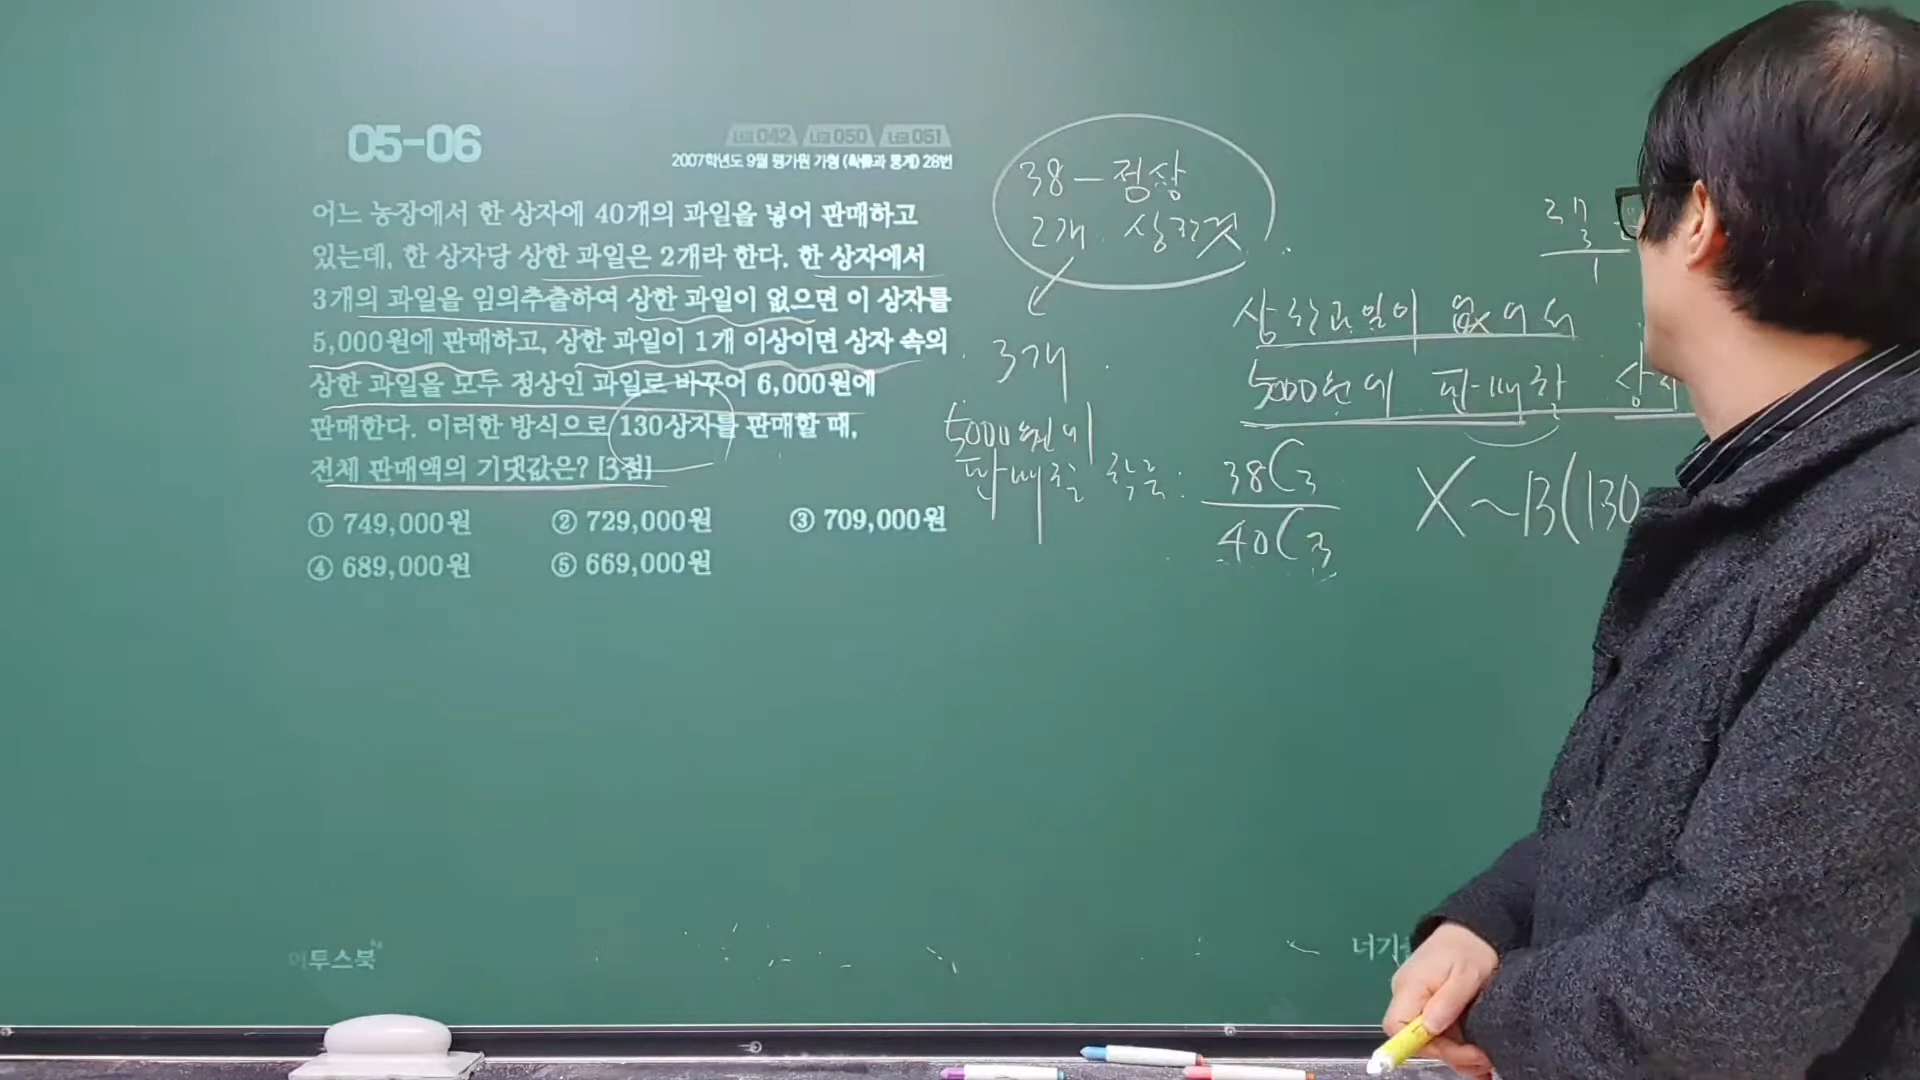 05-06
너코 042 너코 050 너코 051
2007학년도 9월 평가원 가형 (확률과 통계) 28번
어느 농장에서 한 상자에 40개의 과일을 넣어 판매하고
있는데, 한 상자당 상한 과일은 2개라 한다. 한 상자에서
3개의 과일을 임의추출하여 상한 과일이 없으면 이 상자를
5,000원에 판매하고, 상한 과일이 1개 이상이면 상자 속의
상한 과일을 모두 정상인 과일로 바꾸어 6,000원에
판매한다. 이러한 방식으로 130상자를 판매할 때,
전체 판매액의 기댓값은? [3점]
① 749,000원 ② 729,000원 ③ 709,000원
④ 689,000원 ⑤ 669,000원
38 - 정상
2개
3개
5000원에
판매할 확률 :
38C3
40C3
37
3
1
상한과일이 없어서
5000원에 판매할 상자
X~B(130
이투스북
너기